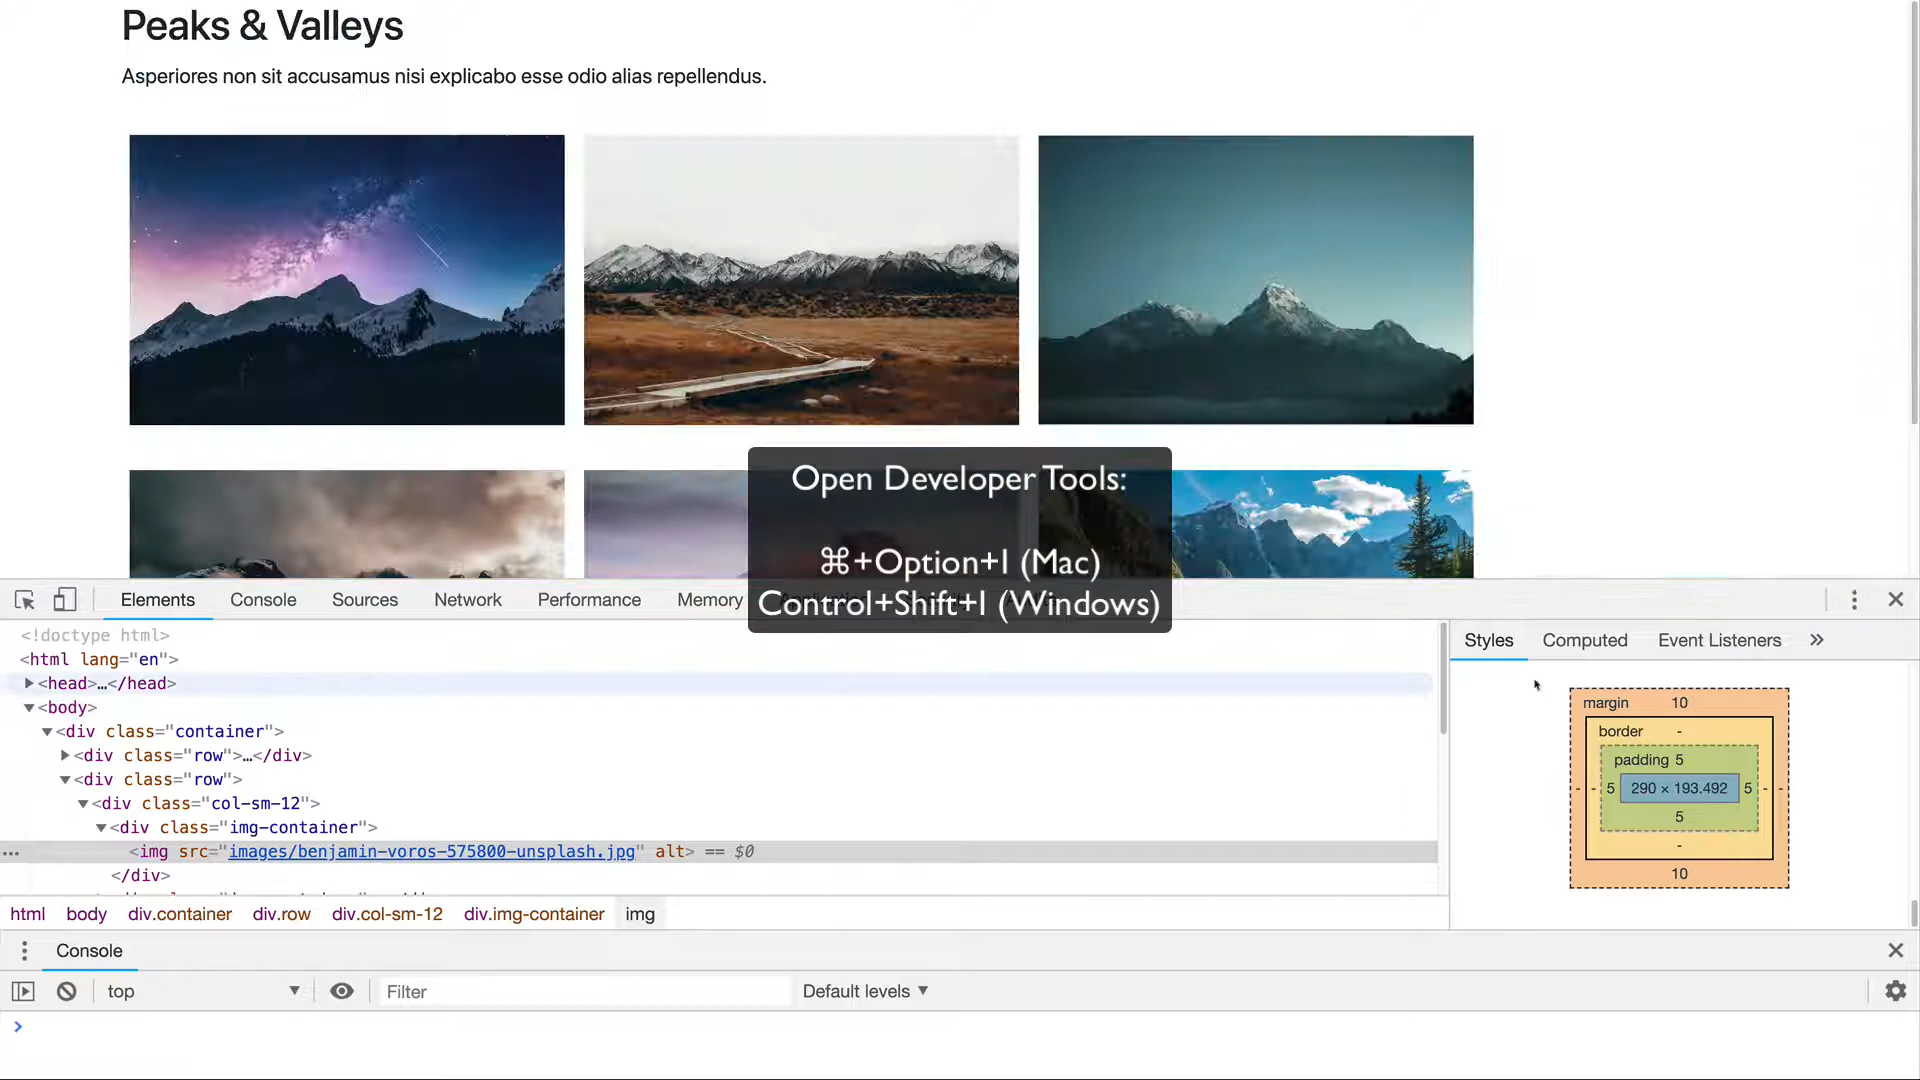 Peaks & Valleys
Asperiores non sit accusamus nisi explicabo esse odio alias repellendus.
Open Developer Tools:
⌘+Option+I (Mac)
Control+Shift+I (Windows)
Elements Console Sources Network Performance Memory
<!doctype html>
<html lang="en">
▶<head>…</head>
▼<body>
▼<div class="container">
▶<div class="row">…</div>
▼<div class="row">
▼<div class="col-sm-12">
▼<div class="img-container">
… <img src="images/benjamin-voros-575800-unsplash.jpg" alt> == $0
</div>
html body div.container div.row div.col-sm-12 div.img-container img
Styles Computed Event Listeners »
margin 10
border -
padding 5
- - 5 290 × 193.492 5 - -
5
-
10
Console
top ▼ Filter Default levels ▼
>